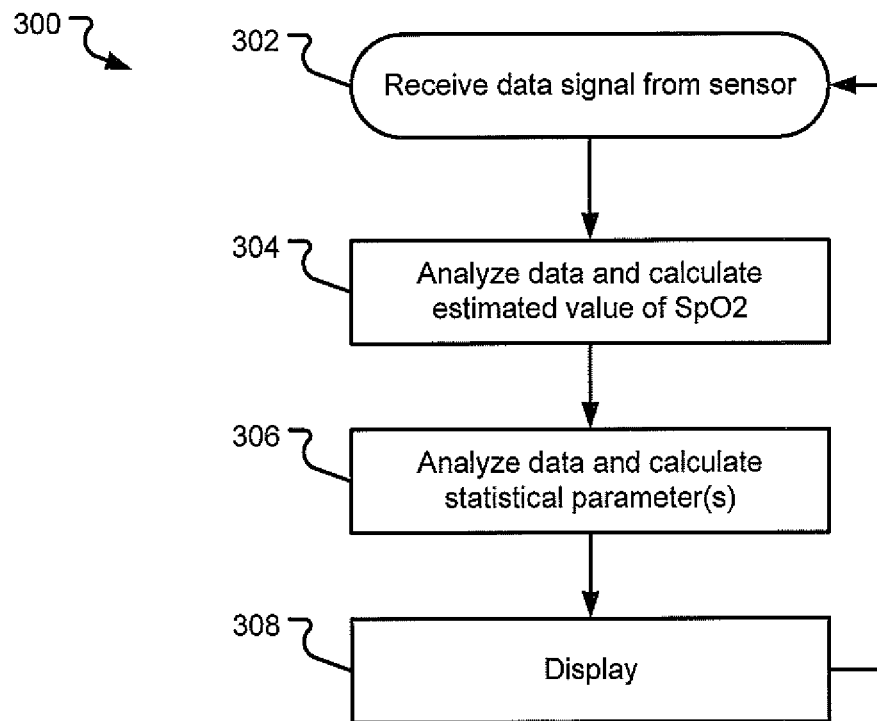 300
302
Receive data signal from sensor
304
Analyze data and calculate
estimated value of SpO2
306
Analyze data and calculate
statistical parameter(s)
308
Display